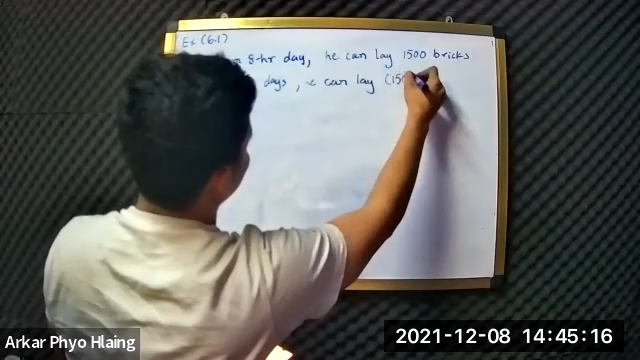 Ex (6.1)
8-hr day, he can lay 1500 bricks
days, can lay (150
Arkar Phyo Hlaing
2021-12-08 14:45:16